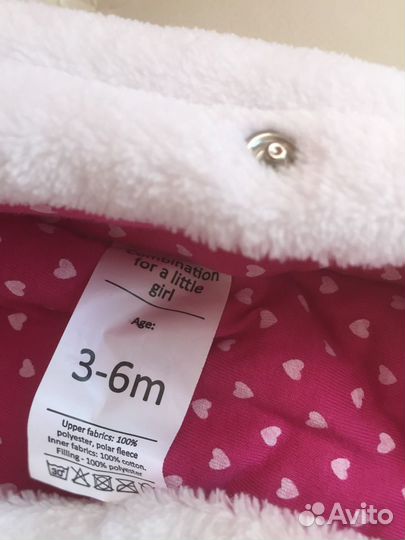 combination
for a little
girl
Age:
3-6m
Upper fabrics: 100%
polyester, polar fleece
Inner fabrics: 100% cotton.
Filling - 100% polyester
30°
Avito